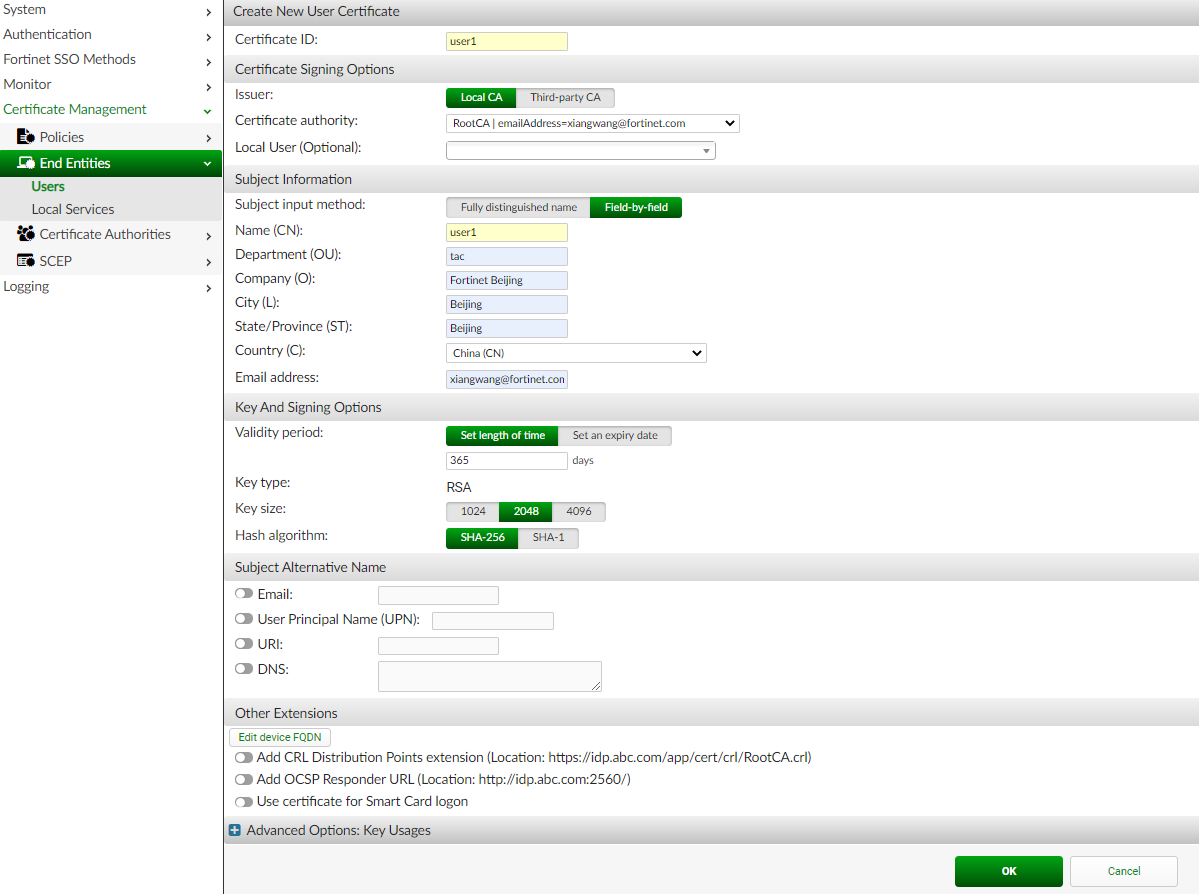 System
Authentication
Fortinet SSO Methods
Monitor
Certificate Management
Policies
End Entities
Users
Local Services
Certificate Authorities
SCEP
Logging
Create New User Certificate
Certificate ID: user1
Certificate Signing Options
Issuer: Local CA Third-party CA
Certificate authority: RootCA | emailAddress=xiangwang@fortinet.com
Local User (Optional):
Subject Information
Subject input method: Fully distinguished name Field-by-field
Name (CN): user1
Department (OU): tac
Company (O): Fortinet Beijing
City (L): Beijing
State/Province (ST): Beijing
Country (C): China (CN)
Email address: xiangwang@fortinet.con
Key And Signing Options
Validity period: Set length of time Set an expiry date
365 days
Key type: RSA
Key size: 1024 2048 4096
Hash algorithm: SHA-256 SHA-1
Subject Alternative Name
Email:
User Principal Name (UPN):
URI:
DNS:
Other Extensions
Edit device FQDN
Add CRL Distribution Points extension (Location: https://idp.abc.com/app/cert/crl/RootCA.crl)
Add OCSP Responder URL (Location: http://idp.abc.com:2560/)
Use certificate for Smart Card logon
Advanced Options: Key Usages
OK Cancel